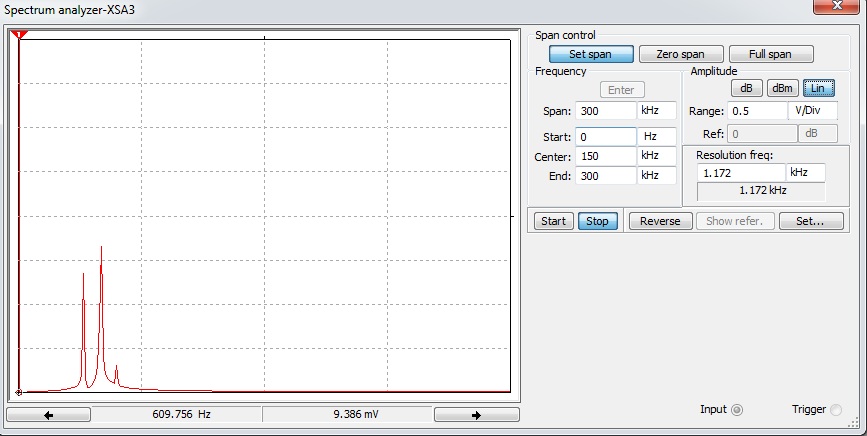 Spectrum analyzer-XSA3
1
Span control
Set span Zero span Full span
Frequency
Enter
Span: 300 kHz
Start: 0 Hz
Center: 150 kHz
End: 300 kHz
Amplitude
dB dBm Lin
Range: 0.5 V/Div
Ref: 0 dB
Resolution freq:
1.172 kHz
1.172 kHz
Start Stop Reverse Show refer. Set...
609.756 Hz 9.386 mV
Input Trigger